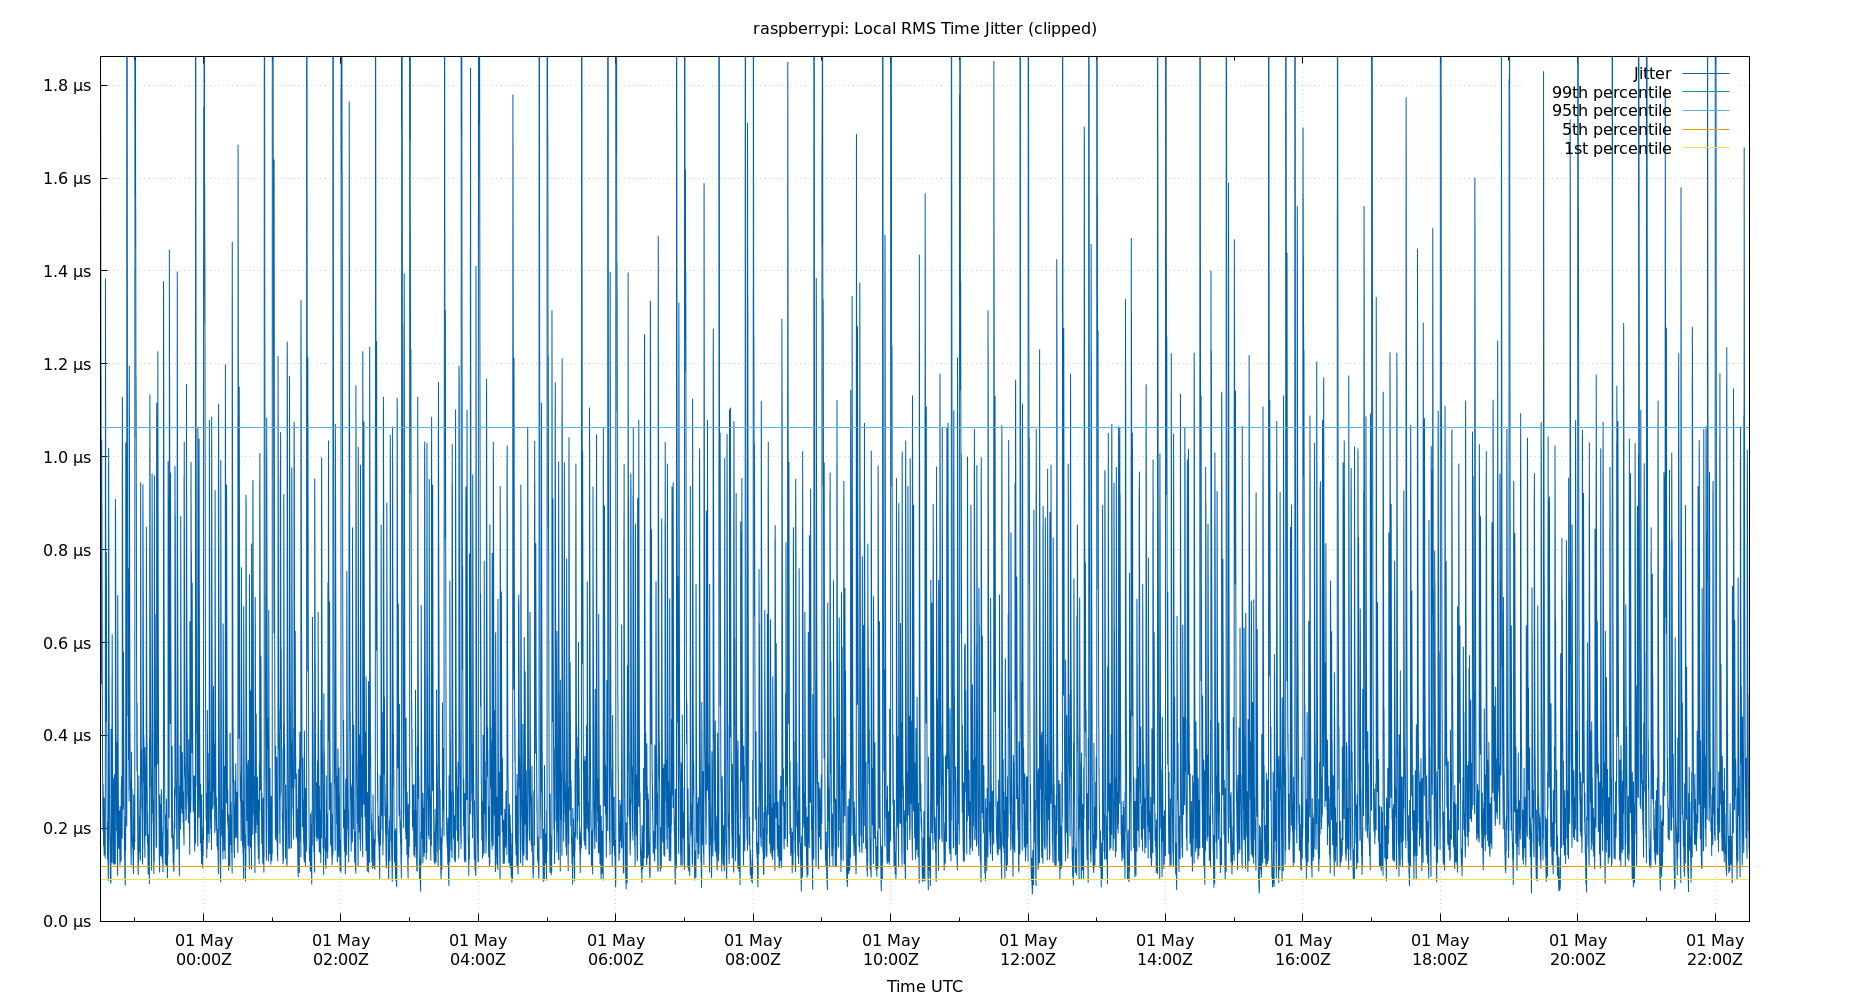 raspberrypi: Local RMS Time Jitter (clipped)
1.8 µs
1.6 µs
1.4 µs
1.2 µs
1.0 µs
0.8 µs
0.6 µs
0.4 µs
0.2 µs
0.0 µs
Jitter
99th percentile
95th percentile
5th percentile
1st percentile
01 May 01 May 01 May 01 May 01 May 01 May 01 May 01 May 01 May 01 May 01 May 01 May
00:00Z 02:00Z 04:00Z 06:00Z 08:00Z 10:00Z 12:00Z 14:00Z 16:00Z 18:00Z 20:00Z 22:00Z
Time UTC